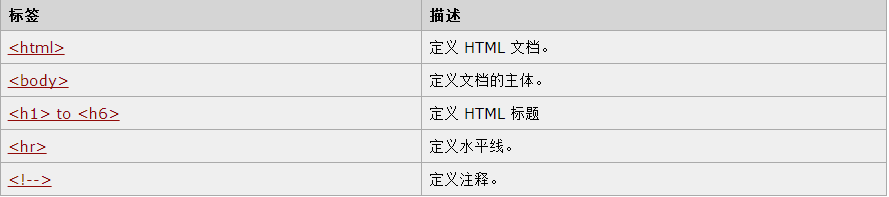 标签 描述
<html> 定义 HTML 文档。
<body> 定义文档的主体。
<h1> to <h6> 定义 HTML 标题
<hr> 定义水平线。
<!--> 定义注释。